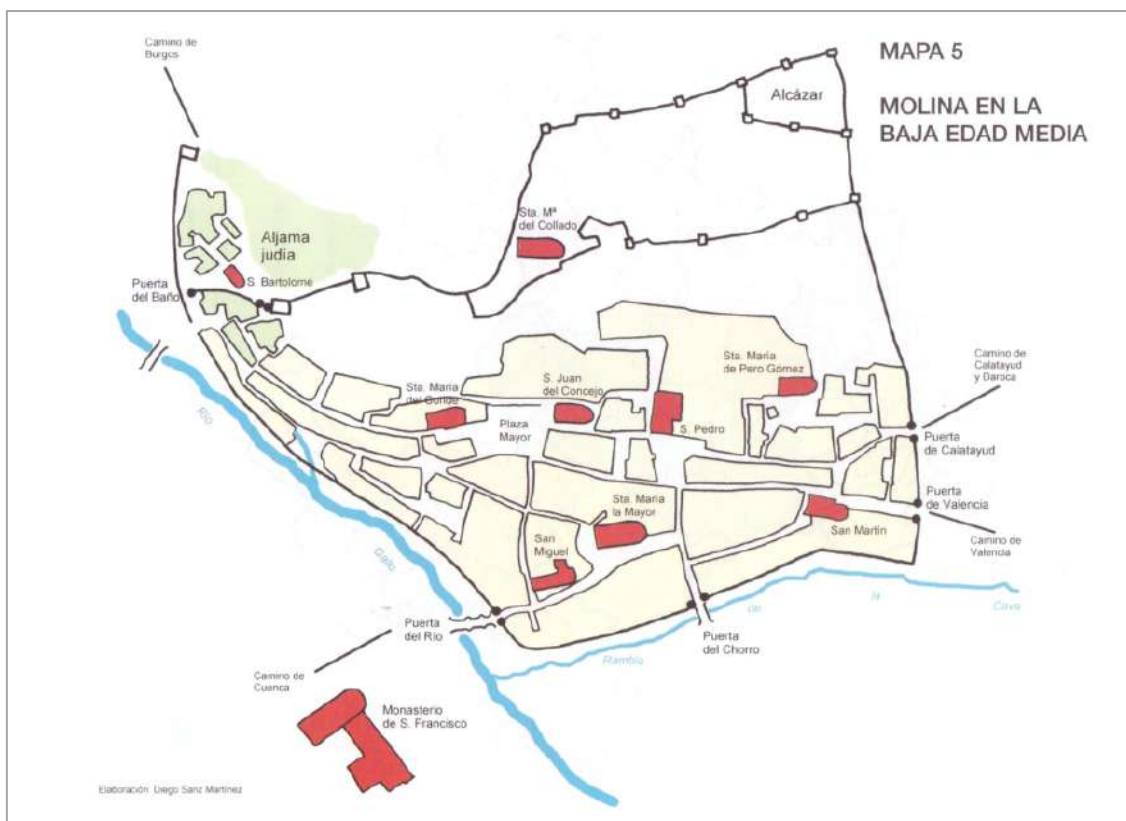 MAPA 5
MOLINA EN LA
BAJA EDAD MEDIA
Camino de
Burgos
Alcázar
Sta. Mª
del Collado
Aljama
judia
S. Bartolome
Puerta
del Baño
Río
Gallo
Sta. Maria
del Conde
S. Juan
del Concejo
Plaza
Mayor
Sta. María
de Pero Gómez
S. Pedro
Camino de
Calatayud
y Daroca
Puerta
de Calatayud
Puerta
de Valencia
Camino de
Valencia
Sta. Maria
la Mayor
San
Miguel
San Martín
Puerta
del Río
Puerta
del Chorro
Rambla
de
la
Cava
Camino de
Cuenca
Monasterio
de S. Francisco
Elaboración: Diego Sanz Martínez